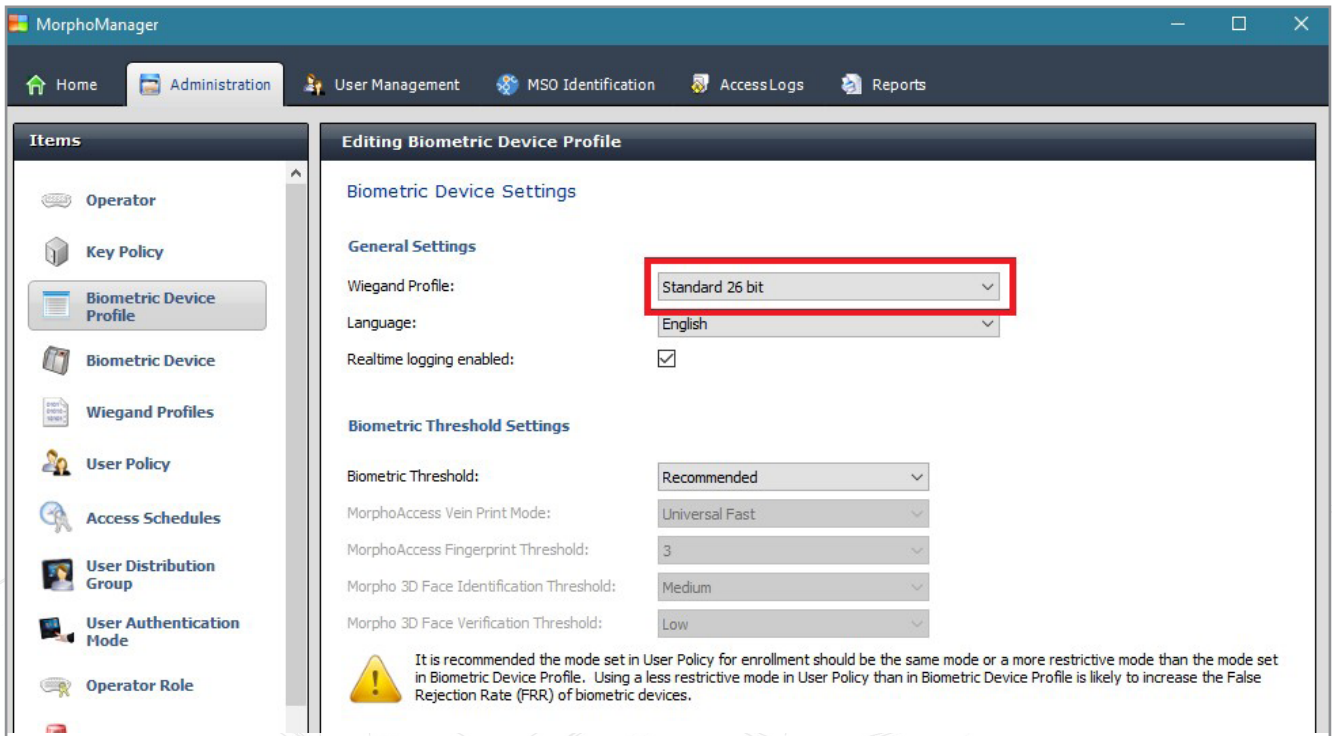 MorphoManager
Home
Administration
User Management
MSO Identification
Access Logs
Reports
Items
Operator
Key Policy
Biometric Device
Profile
Biometric Device
Wiegand Profiles
User Policy
Access Schedules
User Distribution
Group
User Authentication
Mode
Operator Role
Editing Biometric Device Profile
Biometric Device Settings
General Settings
Wiegand Profile:
Standard 26 bit
Language:
English
Realtime logging enabled:
Biometric Threshold Settings
Biometric Threshold:
Recommended
MorphoAccess Vein Print Mode:
Universal Fast
MorphoAccess Fingerprint Threshold:
3
Morpho 3D Face Identification Threshold:
Medium
Morpho 3D Face Verification Threshold:
Low
It is recommended the mode set in User Policy for enrollment should be the same mode or a more restrictive mode than the mode set
in Biometric Device Profile. Using a less restrictive mode in User Policy than in Biometric Device Profile is likely to increase the False
Rejection Rate (FRR) of biometric devices.